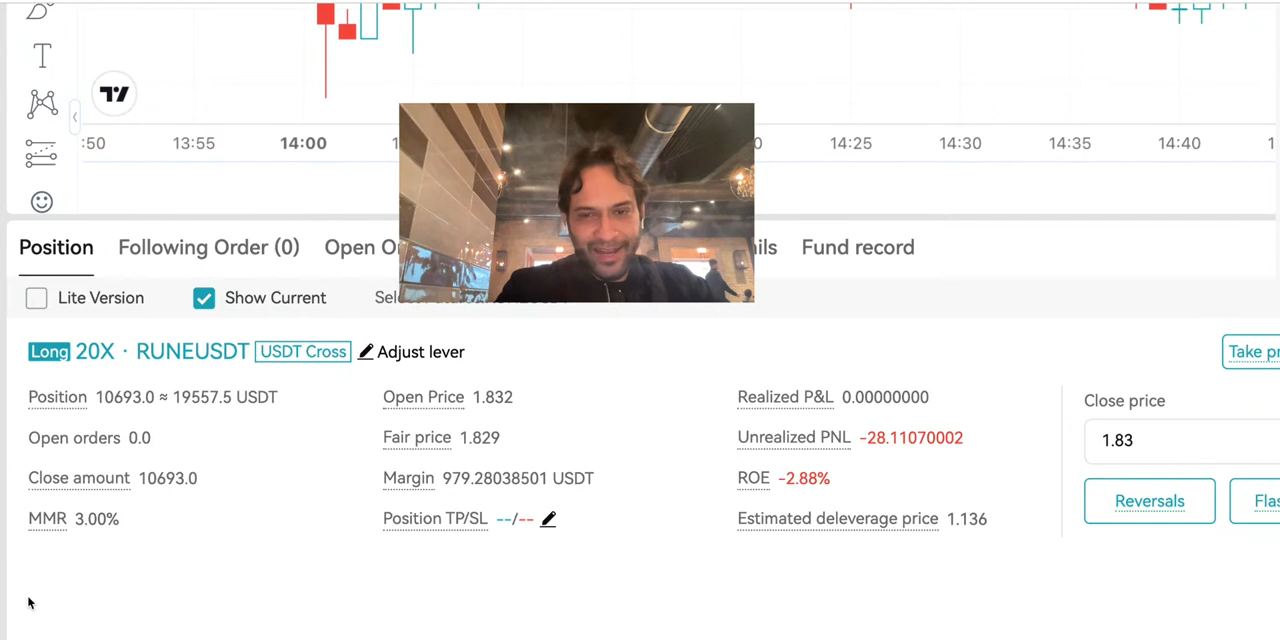 :50 13:55 14:00 14:25 14:30 14:35 14:40
Position Following Order (0) Open Fund record
Lite Version Show Current
Long 20X · RUNEUSDT USDT Cross Adjust lever Take
Position 10693.0 ≈ 19557.5 USDT Open Price 1.832 Realized P&L 0.00000000 Close price
Open orders 0.0 Fair price 1.829 Unrealized PNL -28.11070002 1.83
Close amount 10693.0 Margin 979.28038501 USDT ROE -2.88% Reversals
MMR 3.00% Position TP/SL --/-- Estimated deleverage price 1.136